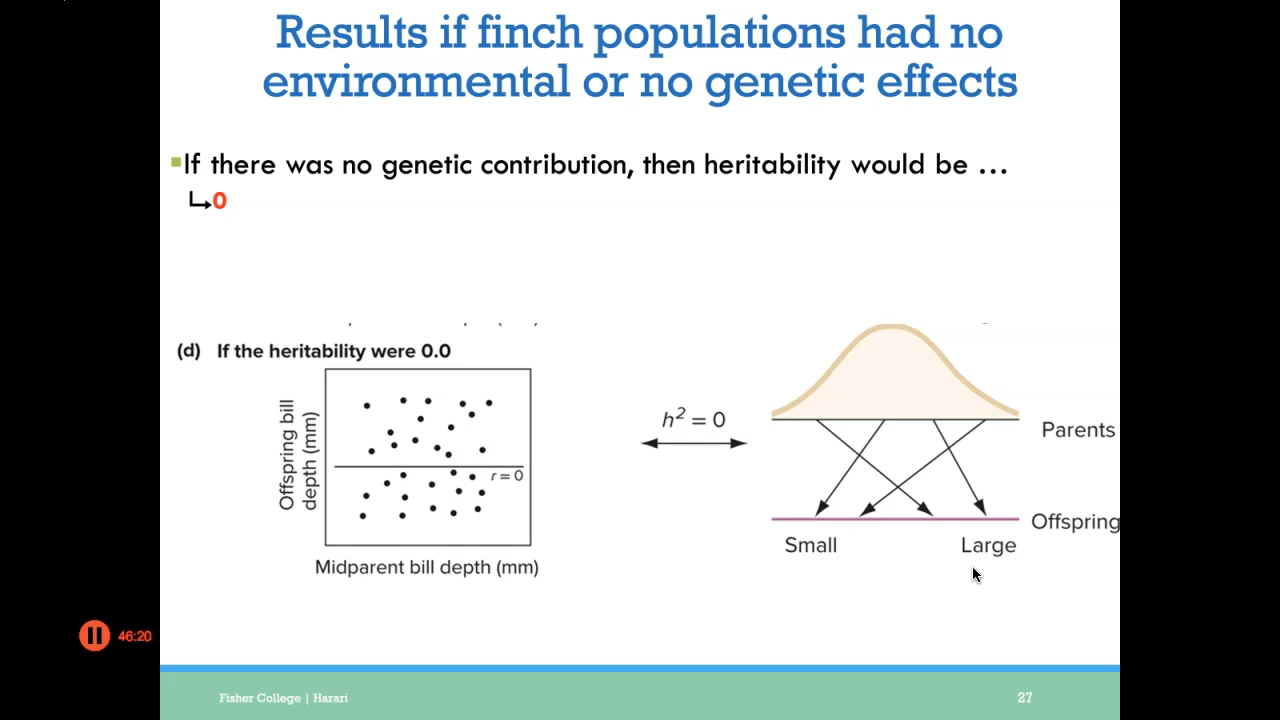 Results if finch populations had no
environmental or no genetic effects
If there was no genetic contribution, then heritability would be …
0
(d) If the heritability were 0.0
Offspring bill
depth (mm)
r = 0
Midparent bill depth (mm)
h² = 0
Parents
Offspring
Small Large
46:20
Fisher College | Harari
27